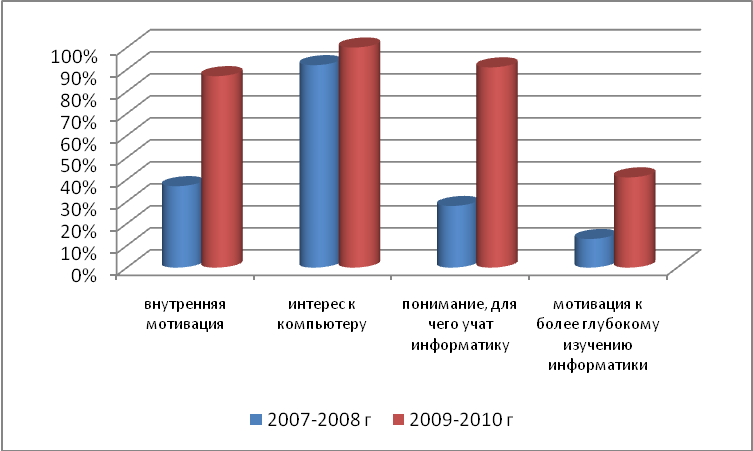 100%
90%
80%
70%
60%
50%
40%
30%
20%
10%
0%
внутренняя
мотивация
интерес к
компьютеру
понимание, для
чего учат
информатику
мотивация к
более глубокому
изучению
информатики
2007-2008 г
2009-2010 г